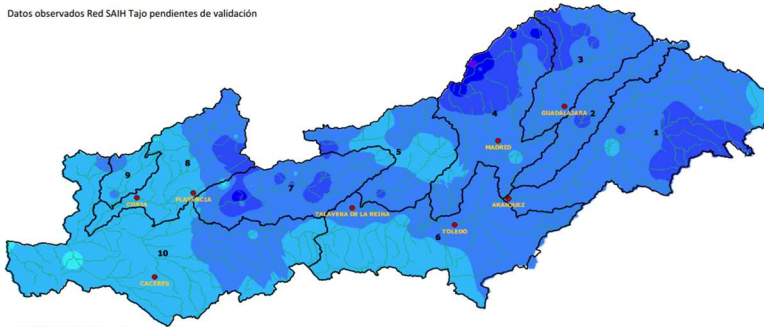 Datos observados Red SAIH Tajo pendientes de validación
3
GUADALAJARA
4
2
1
MADRID
5
8
9
7
PLASENCIA
CORIA
ARANJUEZ
TALAVERA DE LA REINA
TOLEDO
6
10
CACERES